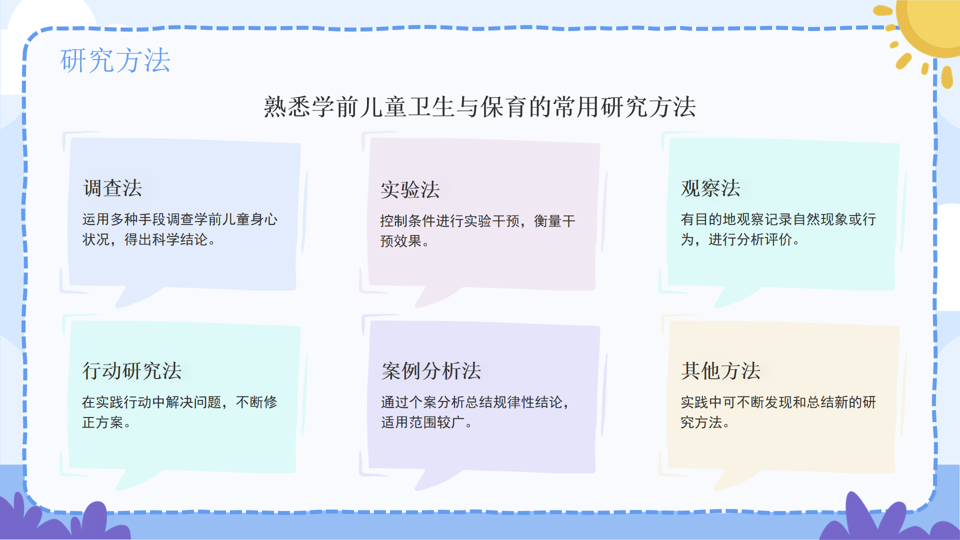 研究方法
熟悉学前儿童卫生与保育的常用研究方法
调查法
运用多种手段调查学前儿童身心
状况，得出科学结论。
实验法
控制条件进行实验干预，衡量干
预效果。
观察法
有目的地观察记录自然现象或行
为，进行分析评价。
行动研究法
在实践行动中解决问题，不断修
正方案。
案例分析法
通过个案分析总结规律性结论，
适用范围较广。
其他方法
实践中可不断发现和总结新的研
究方法。